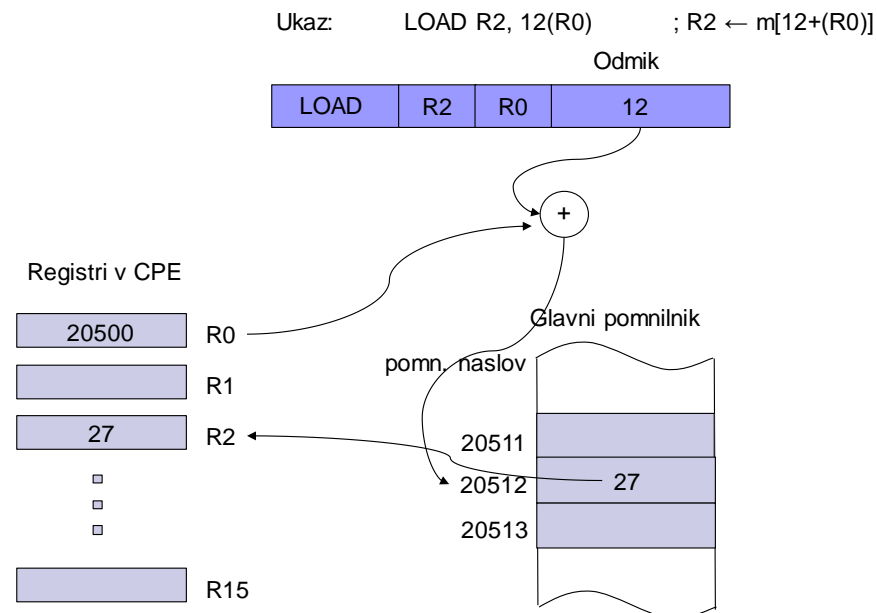 Ukaz: LOAD R2, 12(R0) ; R2 ← m[12+(R0)]
Odmik
LOAD R2 R0 12
+
Registri v CPE
Glavni pomnilnik
20500 R0
pomn. naslov
R1
27 R2
20511
20512 27
20513
R15